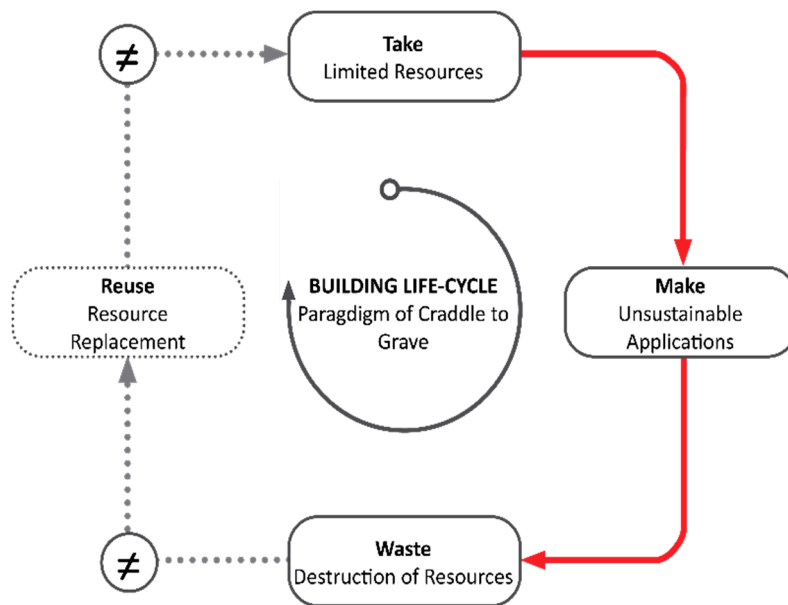 ≠
Take
Limited Resources
BUILDING LIFE-CYCLE
Paragdigm of Craddle to
Grave
Reuse
Resource
Replacement
Make
Unsustainable
Applications
≠
Waste
Destruction of Resources